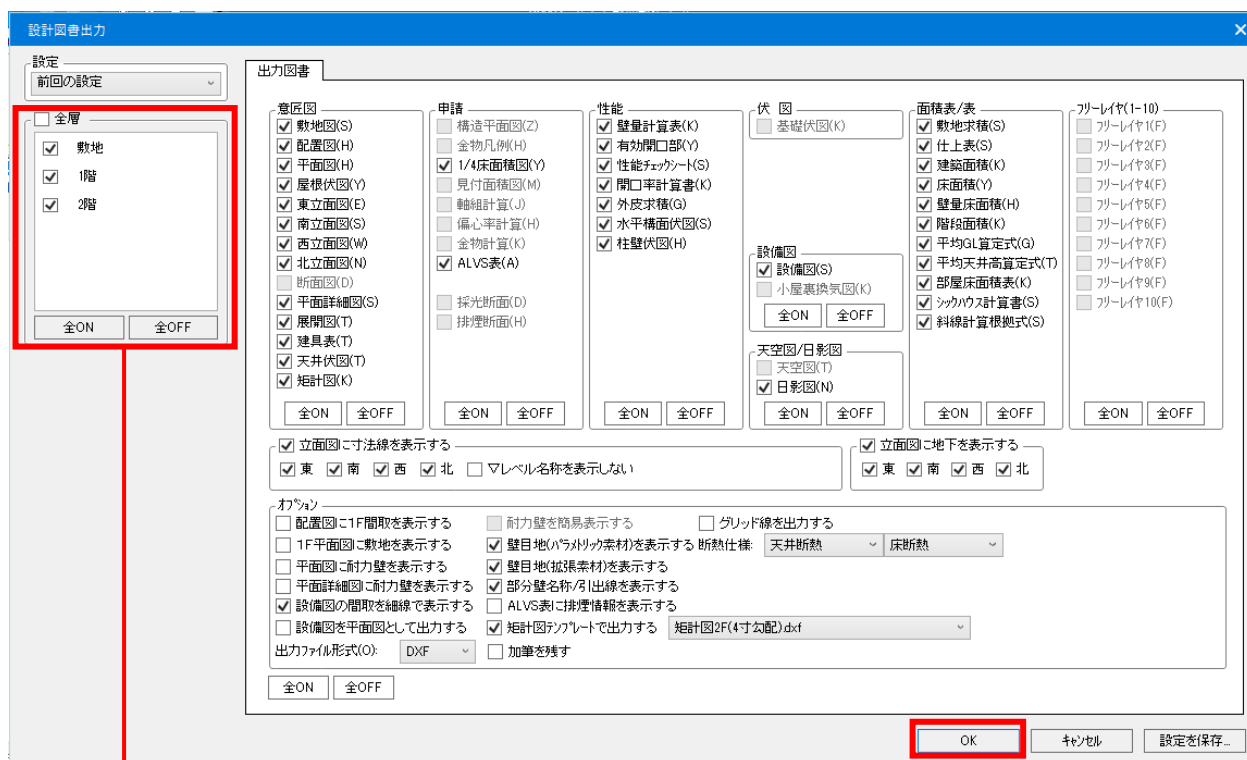 設計図書出力
設定
前回の設定
全層
敷地
1階
2階
全ON 全OFF
出力図書
意匠図
敷地図(S)
配置図(H)
平面図(H)
屋根伏図(Y)
東立面図(E)
南立面図(S)
西立面図(W)
北立面図(N)
断面図(D)
平面詳細図(S)
展開図(T)
建具表(T)
天井伏図(T)
矩計図(K)
全ON 全OFF
申請
構造平面図(Z)
金物凡例(H)
1/4床面積図(Y)
見付面積図(M)
軸組計算(J)
偏心率計算(H)
金物計算(K)
ALVS表(A)
採光断面(D)
排煙断面(H)
全ON 全OFF
性能
壁量計算表(K)
有効開口部(Y)
性能チェックシート(S)
開口率計算書(K)
外皮求積(G)
水平構面伏図(S)
柱壁伏図(H)
全ON 全OFF
伏 図
基礎伏図(K)
設備図
設備図(S)
小屋裏換気図(K)
全ON 全OFF
天空図/日影図
天空図(T)
日影図(N)
全ON 全OFF
面積表/表
敷地求積(S)
仕上表(S)
建築面積(K)
床面積(Y)
壁量床面積(H)
階段面積(K)
平均GL算定式(G)
平均天井高算定式(T)
部屋床面積表(K)
シックハウス計算書(S)
斜線計算根拠式(S)
全ON 全OFF
フリーレイヤ(1-10)
フリーレイヤ1(F)
フリーレイヤ2(F)
フリーレイヤ3(F)
フリーレイヤ4(F)
フリーレイヤ5(F)
フリーレイヤ6(F)
フリーレイヤ7(F)
フリーレイヤ8(F)
フリーレイヤ9(F)
フリーレイヤ10(F)
全ON 全OFF
立面図に寸法線を表示する
東 南 西 北 ▽レベル名称を表示しない
立面図に地下を表示する
東 南 西 北
オプション
配置図に1F間取を表示する 耐力壁を簡易表示する グリッド線を出力する
1F平面図に敷地を表示する 壁目地(パラメトリック素材)を表示する 断熱仕様: 天井断熱 床断熱
平面図に耐力壁を表示する 壁目地(拡張素材)を表示する
平面詳細図に耐力壁を表示する 部分壁名称/引出線を表示する
設備図の間取を細線で表示する ALVS表に排煙情報を表示する
設備図を平面図として出力する 矩計図テンプレートで出力する 矩計図2F(4寸勾配).dxf
出力ファイル形式(O): DXF 加筆を残す
全ON 全OFF
OK キャンセル 設定を保存...